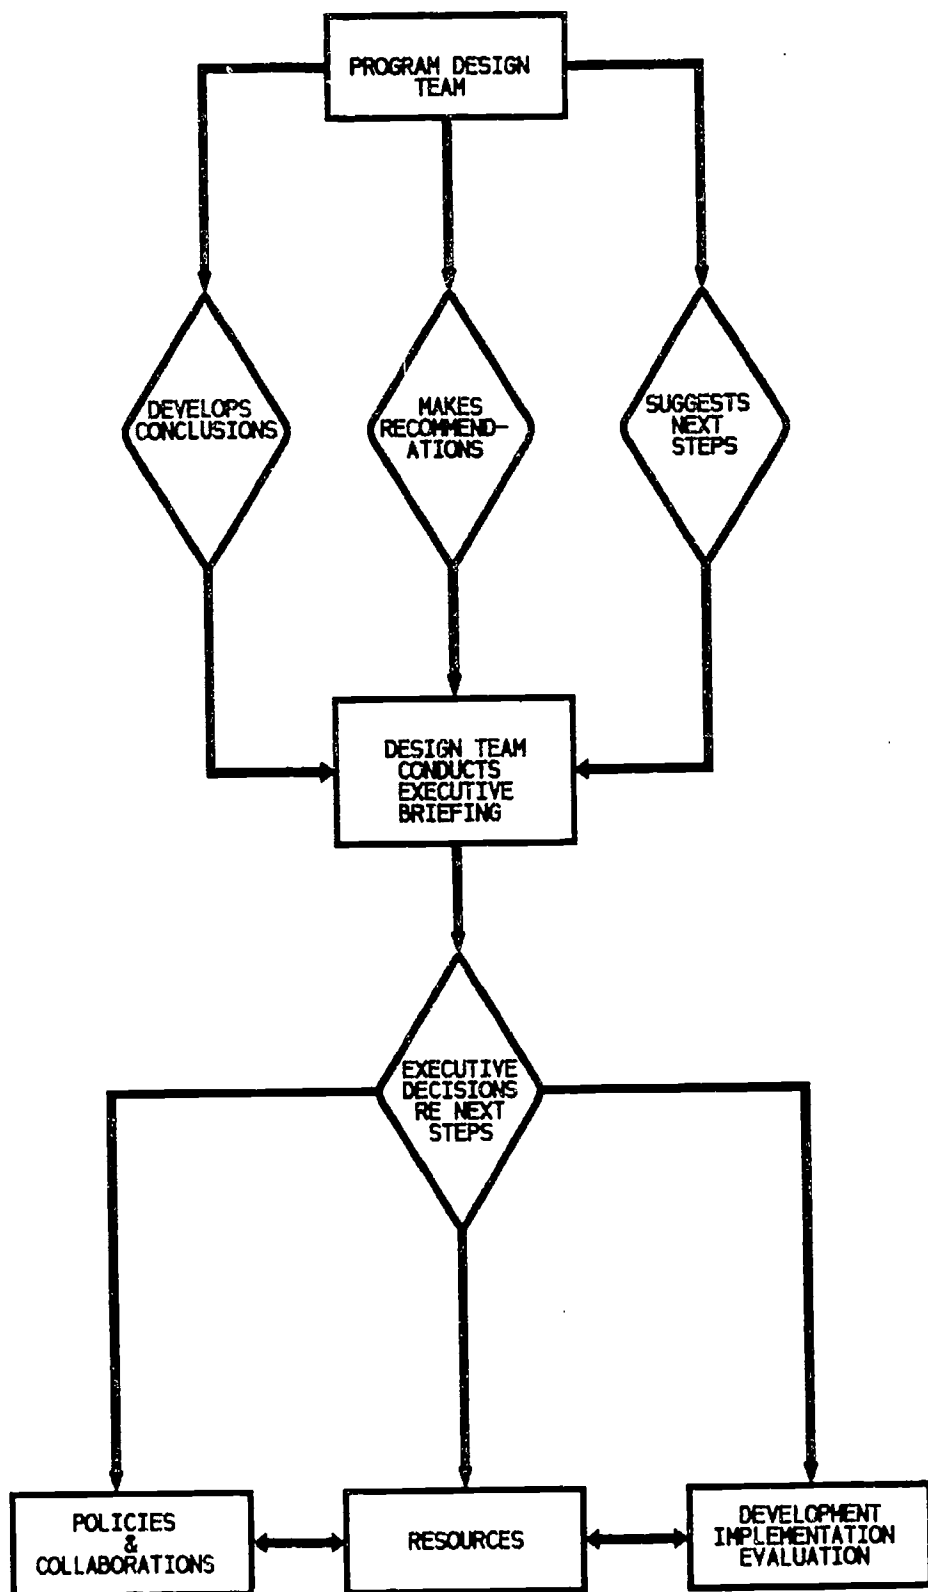 PROGRAM DESIGN
TEAM
DEVELOPS
CONCLUSIONS
MAKES
RECOMMEND-
ATIONS
SUGGESTS
NEXT
STEPS
DESIGN TEAM
CONDUCTS
EXECUTIVE
BRIEFING
EXECUTIVE
DECISIONS
RE NEXT
STEPS
POLICIES
&
COLLABORATIONS
RESOURCES
DEVELOPMENT
IMPLEMENTATION
EVALUATION